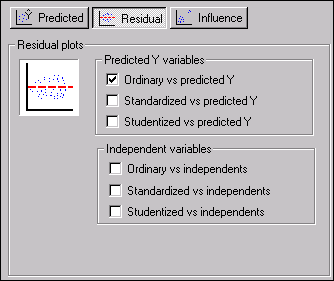 Predicted Residual Influence
Residual plots
Predicted Y variables
Ordinary vs predicted Y
Standardized vs predicted Y
Studentized vs predicted Y
Independent variables
Ordinary vs independents
Standardized vs independents
Studentized vs independents